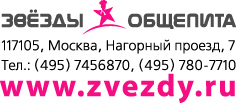 ЗВЁЗДЫ ОБЩЕПИТА
117105, Москва, Нагорный проезд, 7
Тел.: (495) 7456870, (495) 780-7710
www.zvezdy.ru